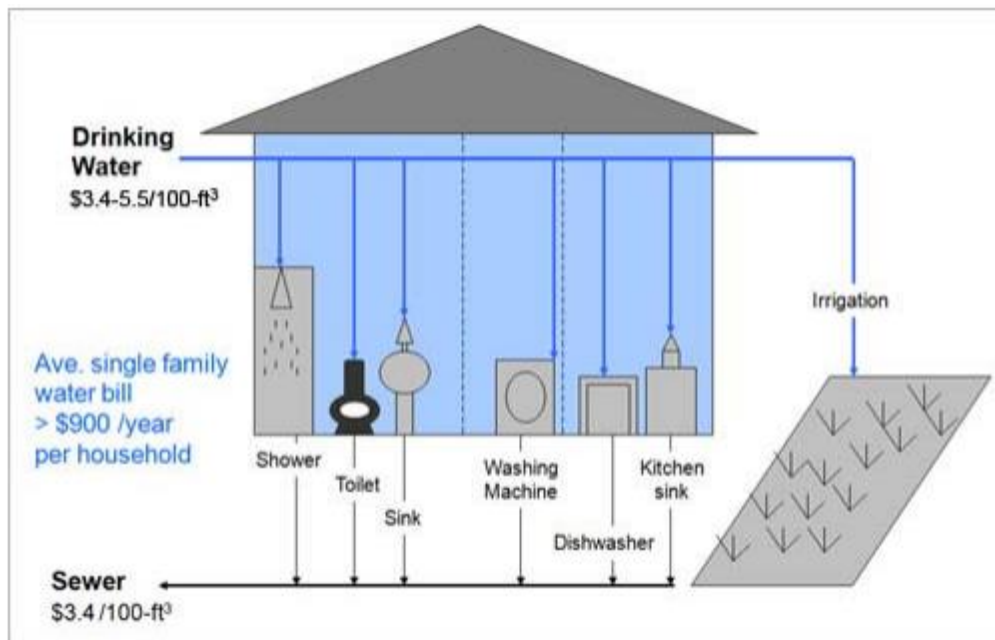 Drinking
Water
$3.4-5.5/100-ft³
Irrigation
Ave. single family
water bill
> $900 /year
per household
Shower
Toilet
Sink
Washing
Machine
Dishwasher
Kitchen
sink
Sewer
$3.4 /100-ft³